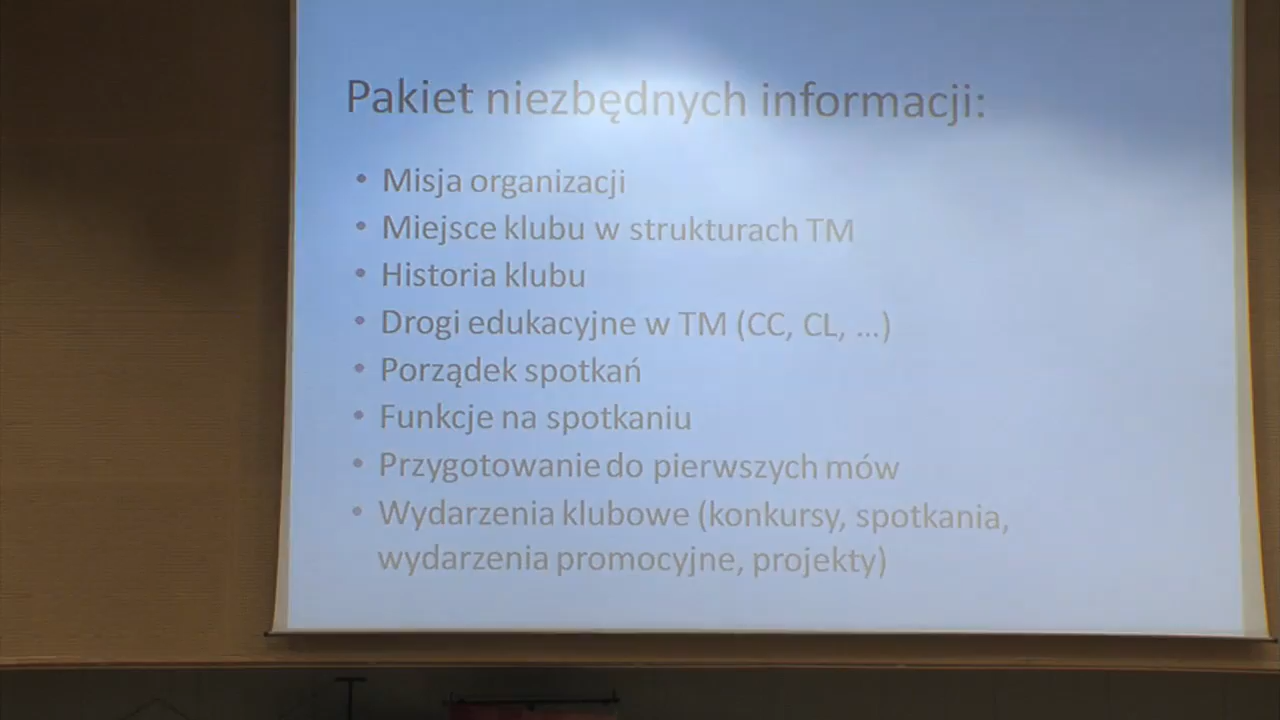 Pakiet niezbędnych informacji:
• Misja organizacji
• Miejsce klubu w strukturach TM
• Historia klubu
• Drogi edukacyjne w TM (CC, CL, ...)
• Porządek spotkań
• Funkcje na spotkaniu
• Przygotowanie do pierwszych mów
• Wydarzenia klubowe (konkursy, spotkania,
wydarzenia promocyjne, projekty)